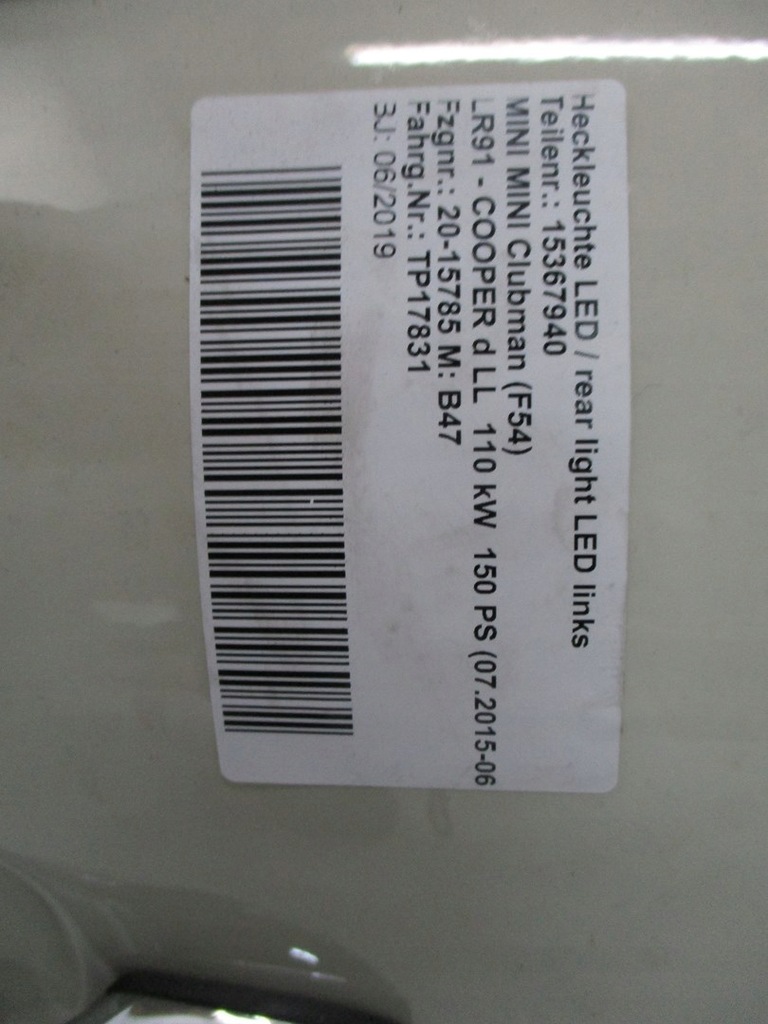 Heckleuchte LED / rear light LED links
Teilenr.: 15367940
MINI MINI Clubman (F54)
LR91 - COOPER d LL 110 kW 150 PS (07.2015-06
Fzgnr.: 20-15785 M: B47
Fahrg.Nr.: TP17831
BJ: 06/2019